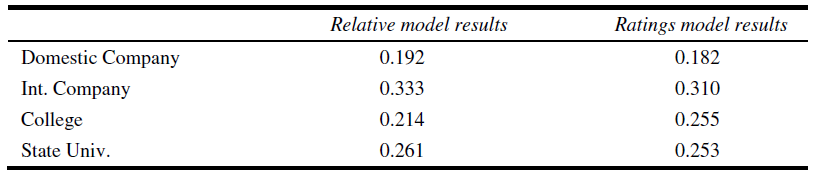 Relative model results Ratings model results
Domestic Company 0.192 0.182
Int. Company 0.333 0.310
College 0.214 0.255
State Univ. 0.261 0.253